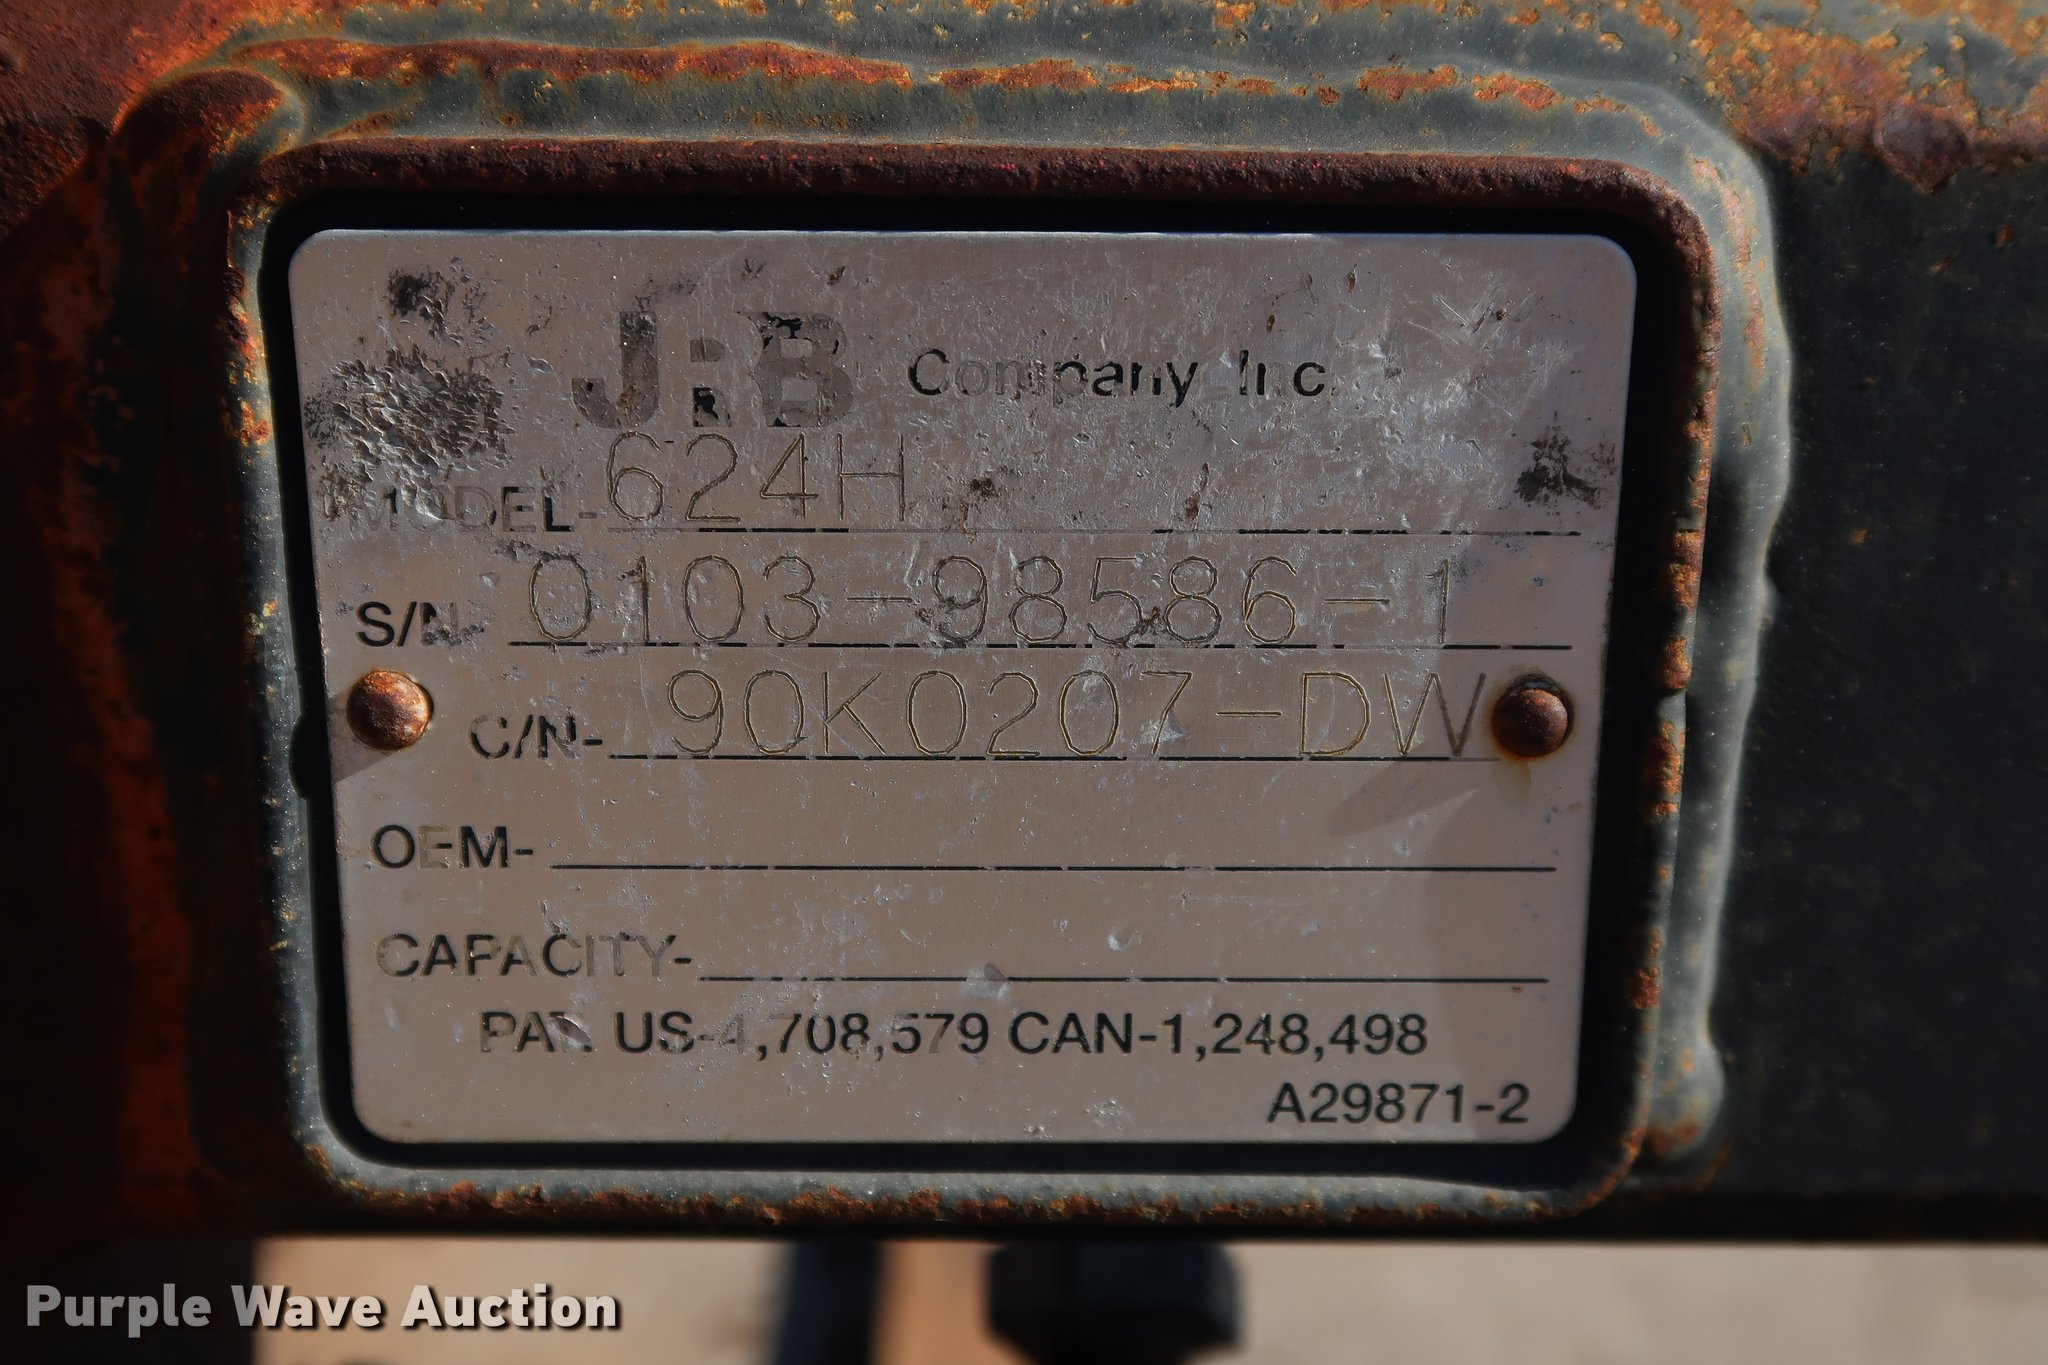 JRB Company, Inc.
MODEL- 624H
S/N- 0103-98586-1
C/N- 90K0207-DW
OEM-
CAPACITY-
PAT. US-4,708,579 CAN-1,248,498
A29871-2
Purple Wave Auction